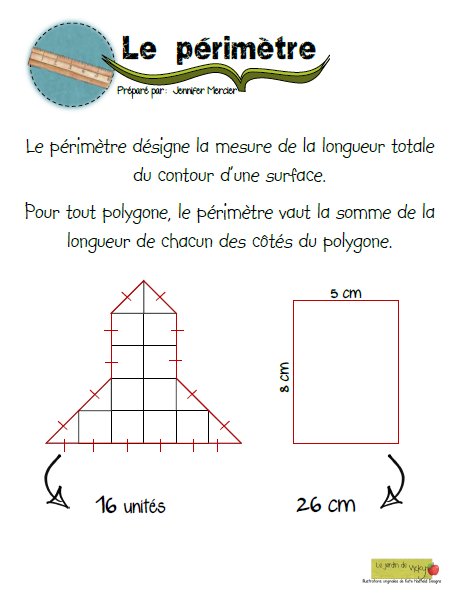 Le périmètre
Préparé par: Jennifer Mercier
Le périmètre désigne la mesure de la longueur totale
du contour d'une surface.
Pour tout polygone, le périmètre vaut la somme de la
longueur de chacun des côtés du polygone.
5 cm
8 cm
16 unités
26 cm
Le jardin de
Vicky
Illustrations originales de Kate Hadfield Designs